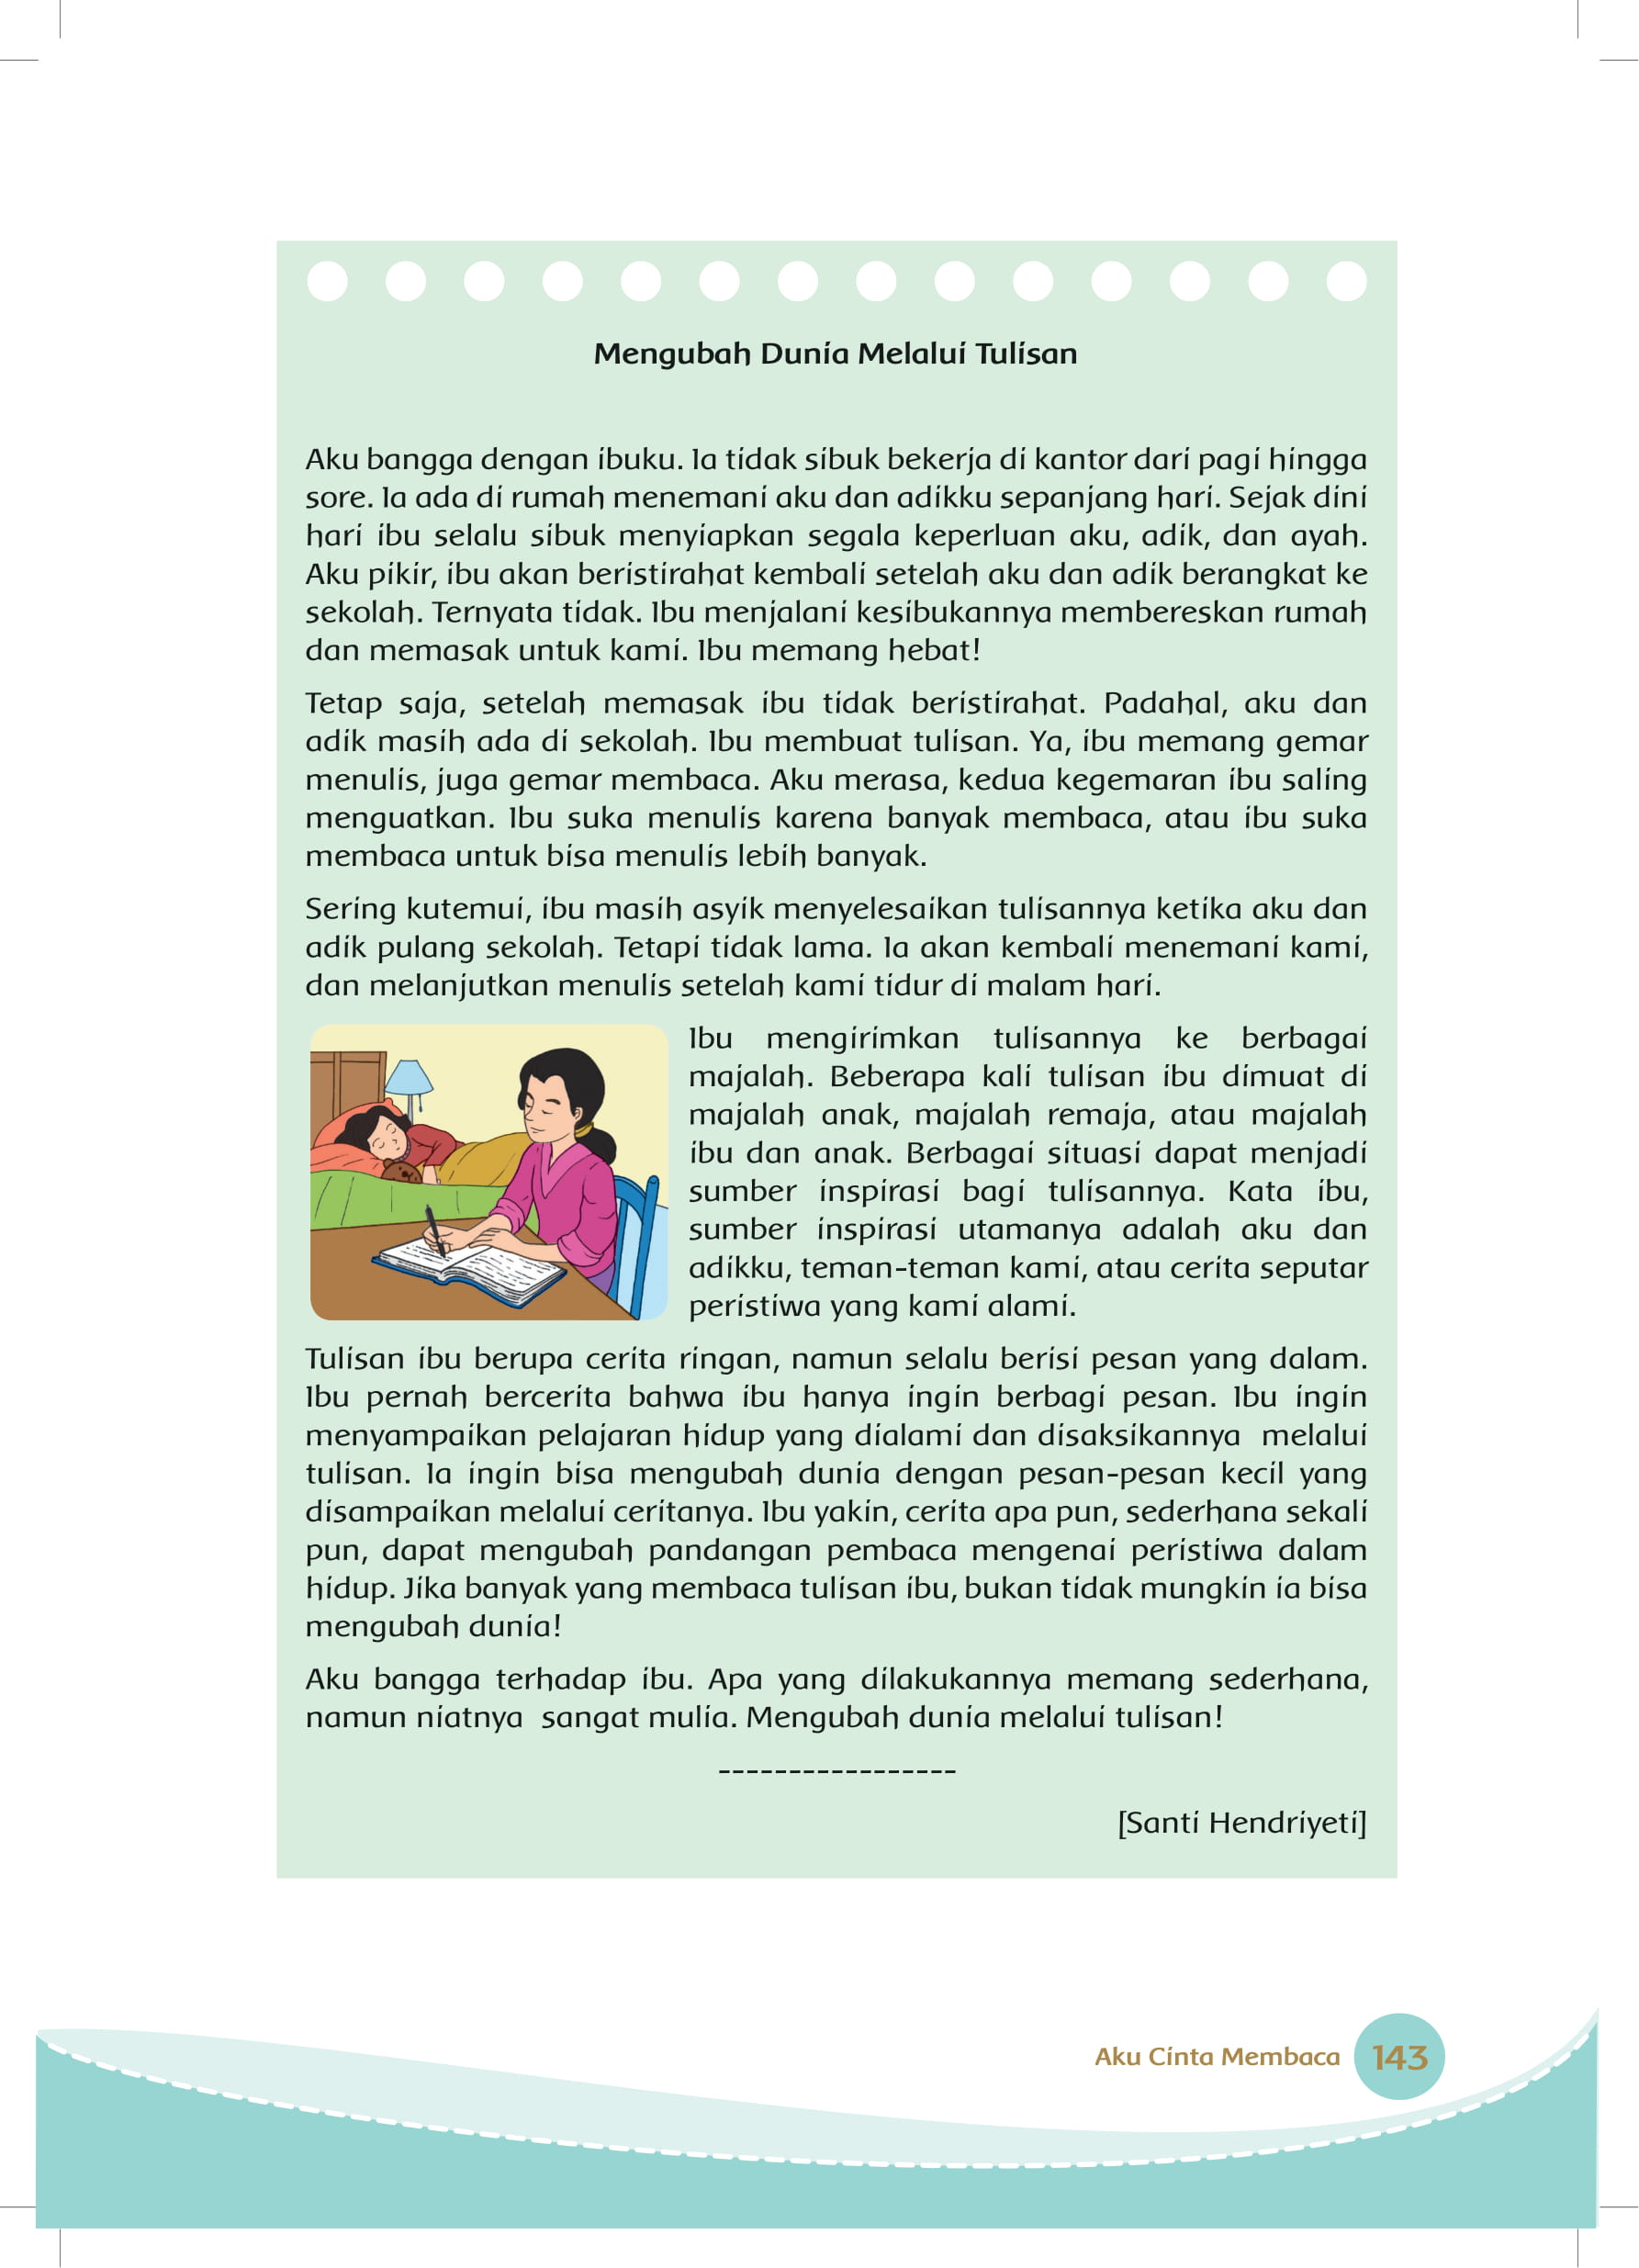 Mengubah Dunia Melalui Tulisan
Aku bangga dengan ibuku. Ia tidak sibuk bekerja di kantor dari pagi hingga
sore. Ia ada di rumah menemani aku dan adikku sepanjang hari. Sejak dini
hari ibu selalu sibuk menyiapkan segala keperluan aku, adik, dan ayah.
Aku pikir, ibu akan beristirahat kembali setelah aku dan adik berangkat ke
sekolah. Ternyata tidak. Ibu menjalani kesibukannya membereskan rumah
dan memasak untuk kami. Ibu memang hebat!
Tetap saja, setelah memasak ibu tidak beristirahat. Padahal, aku dan
adik masih ada di sekolah. Ibu membuat tulisan. Ya, ibu memang gemar
menulis, juga gemar membaca. Aku merasa, kedua kegemaran ibu saling
menguatkan. Ibu suka menulis karena banyak membaca, atau ibu suka
membaca untuk bisa menulis lebih banyak.
Sering kutemui, ibu masih asyik menyelesaikan tulisannya ketika aku dan
adik pulang sekolah. Tetapi tidak lama. Ia akan kembali menemani kami,
dan melanjutkan menulis setelah kami tidur di malam hari.
Ibu mengirimkan tulisannya ke berbagai
majalah. Beberapa kali tulisan ibu dimuat di
majalah anak, majalah remaja, atau majalah
ibu dan anak. Berbagai situasi dapat menjadi
sumber inspirasi bagi tulisannya. Kata ibu,
sumber inspirasi utamanya adalah aku dan
adikku, teman-teman kami, atau cerita seputar
peristiwa yang kami alami.
Tulisan ibu berupa cerita ringan, namun selalu berisi pesan yang dalam.
Ibu pernah bercerita bahwa ibu hanya ingin berbagi pesan. Ibu ingin
menyampaikan pelajaran hidup yang dialami dan disaksikannya melalui
tulisan. Ia ingin bisa mengubah dunia dengan pesan-pesan kecil yang
disampaikan melalui ceritanya. Ibu yakin, cerita apa pun, sederhana sekali
pun, dapat mengubah pandangan pembaca mengenai peristiwa dalam
hidup. Jika banyak yang membaca tulisan ibu, bukan tidak mungkin ia bisa
mengubah dunia!
Aku bangga terhadap ibu. Apa yang dilakukannya memang sederhana,
namun niatnya sangat mulia. Mengubah dunia melalui tulisan!
-----------------
[Santi Hendriyeti]
Aku Cinta Membaca 143